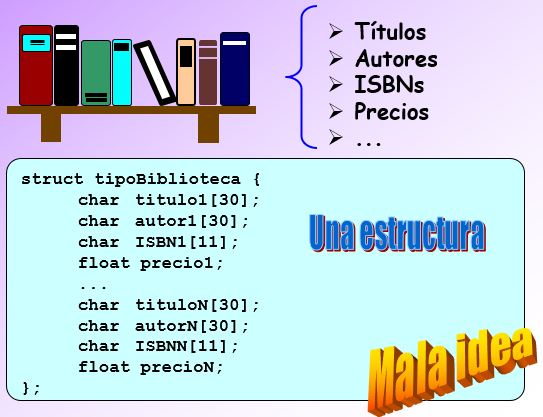 Títulos
Autores
ISBNs
Precios
...
struct tipoBiblioteca {
char titulo1[30];
char autor1[30];
char ISBN1[11];
float precio1;
...
char tituloN[30];
char autorN[30];
char ISBNN[11];
float precioN;
};
Una estructura
Mala idea